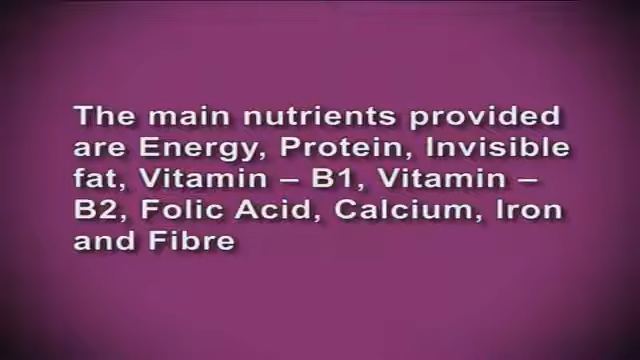 The main nutrients provided
are Energy, Protein, Invisible
fat, Vitamin – B1, Vitamin –
B2, Folic Acid, Calcium, Iron
and Fibre